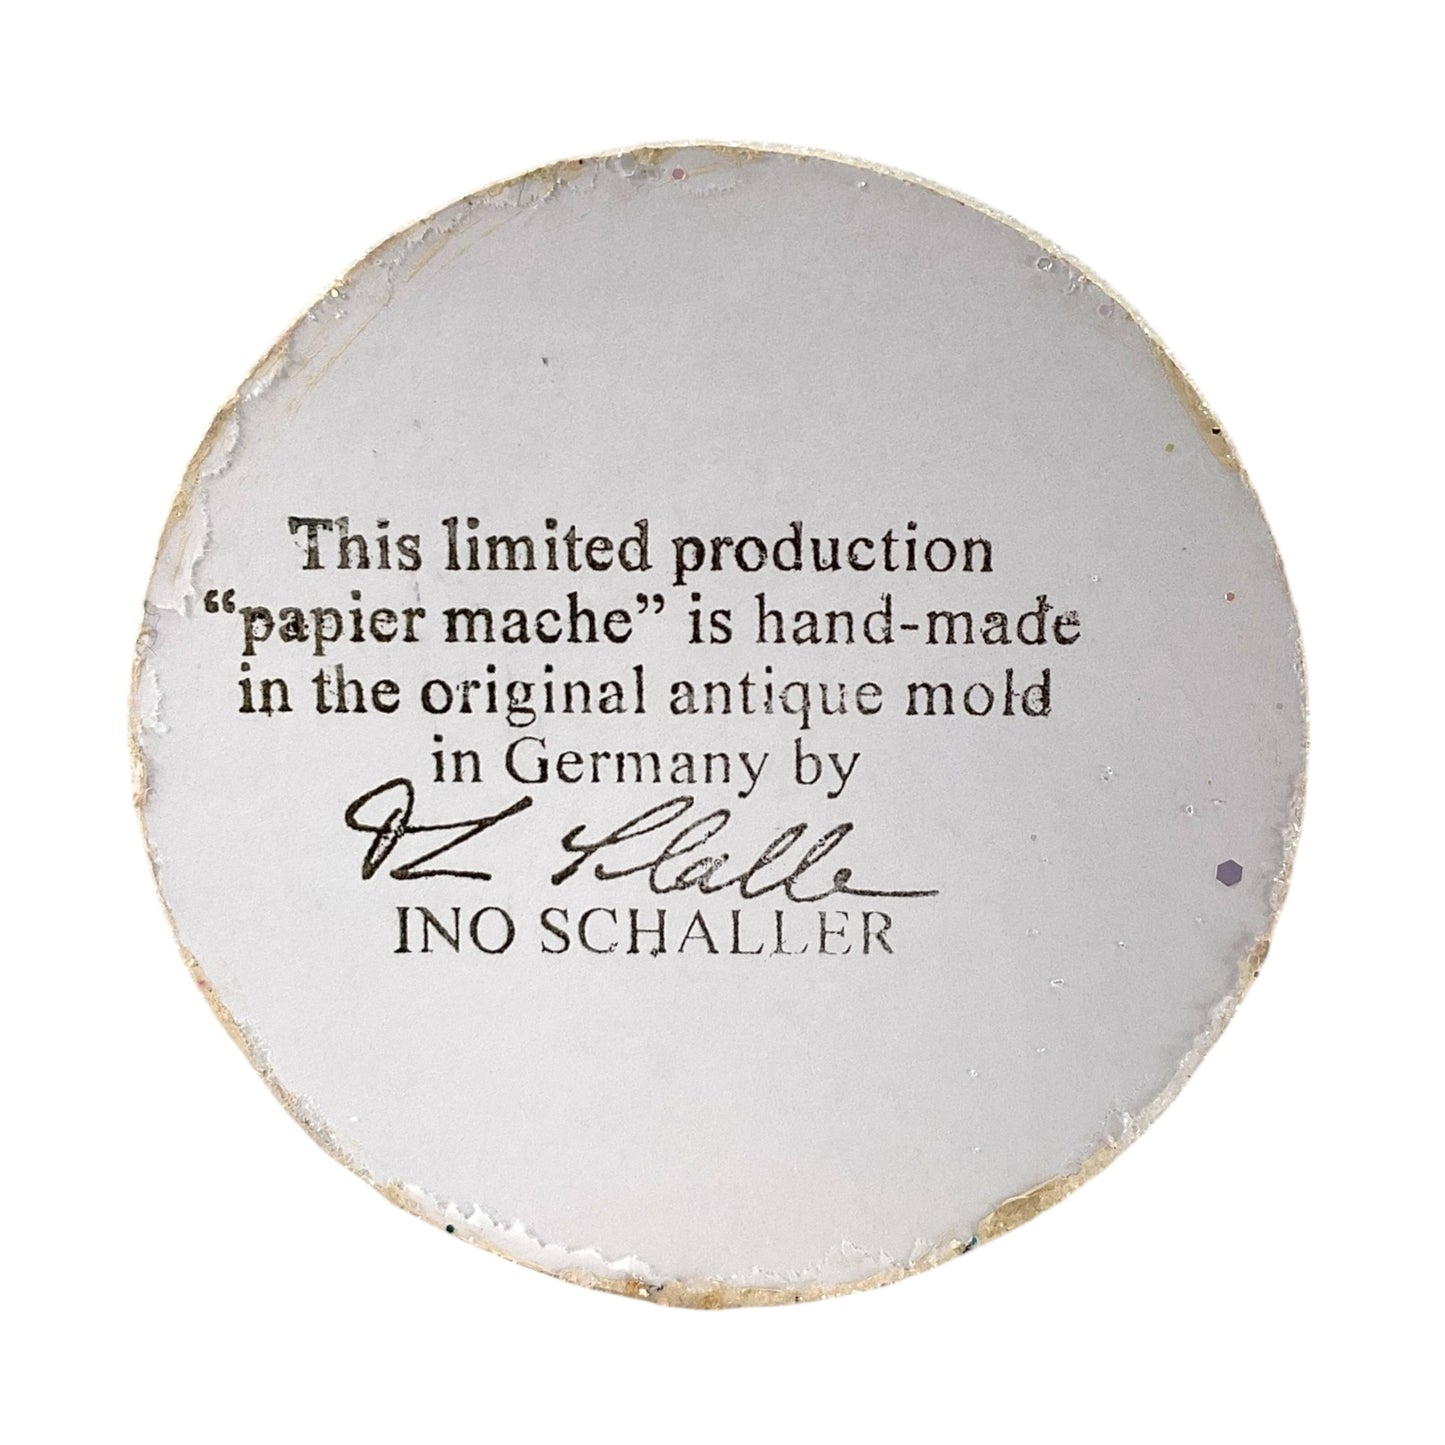 This limited production
“papier mache” is hand-made
in the original antique mold
in Germany by
INO SCHALLER